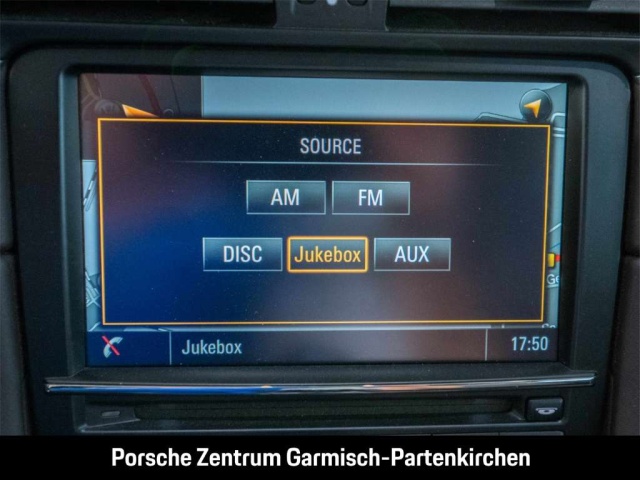 SOURCE
AM FM
DISC Jukebox AUX
Jukebox 17:50
Porsche Zentrum Garmisch-Partenkirchen